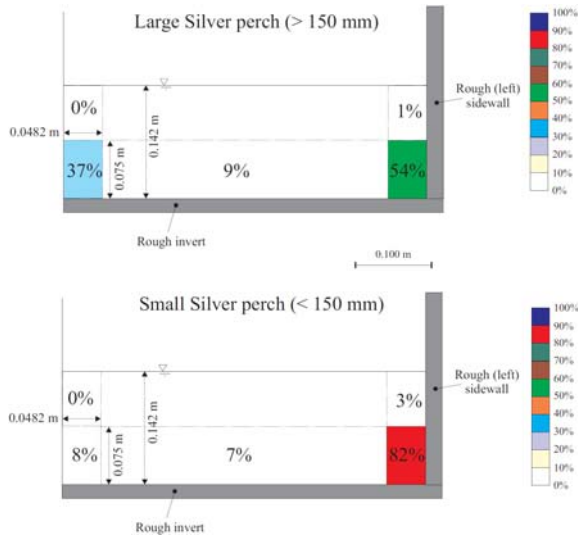 Large Silver perch (> 150 mm)
0%
1%
0.0482 m
0.142 m
0.075 m
37%
9%
54%
Rough invert
Rough (left)
sidewall
100%
90%
80%
70%
60%
50%
40%
30%
20%
10%
0%
0.100 m
Small Silver perch (< 150 mm)
0%
3%
0.0482 m
0.142 m
0.075 m
8%
7%
82%
Rough invert
Rough (left)
sidewall
100%
90%
80%
70%
60%
50%
40%
30%
20%
10%
0%